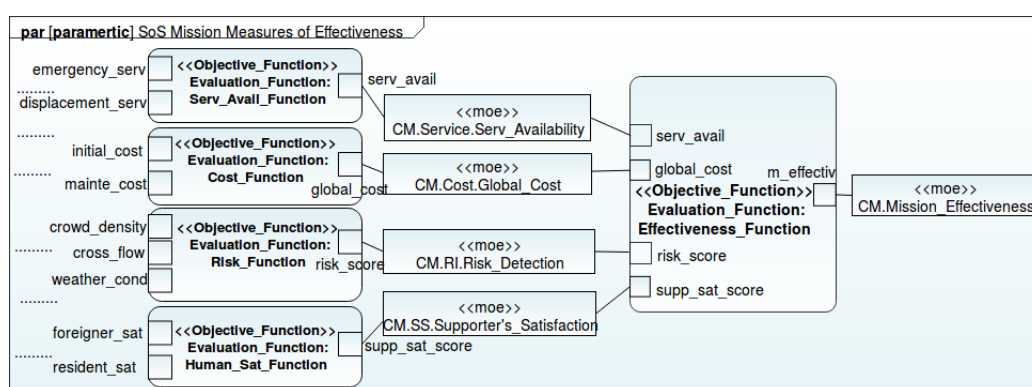 par [paramertic] SoS Mission Measures of Effectiveness
emergency_serv
.........
displacement_serv
.........
<<Objective_Function>>
Evaluation_Function:
Serv_Avail_Function
serv_avail
<<moe>>
CM.Service.Serv_Availability
initial_cost
.........
mainte_cost
<<Objective_Function>>
Evaluation_Function:
Cost_Function
global_cost
<<moe>>
CM.Cost.Global_Cost
crowd_density
.........
cross_flow
weather_cond
.........
<<Objective_Function>>
Evaluation_Function:
Risk_Function
risk_score
<<moe>>
CM.RI.Risk_Detection
foreigner_sat
.........
resident_sat
<<Objective_Function>>
Evaluation_Function:
Human_Sat_Function
supp_sat_score
<<moe>>
CM.SS.Supporter's_Satisfaction
serv_avail
global_cost
m_effectiv
<<Objective_Function>>
Evaluation_Function:
Effectiveness_Function
risk_score
supp_sat_score
<<moe>>
CM.Mission_Effectiveness